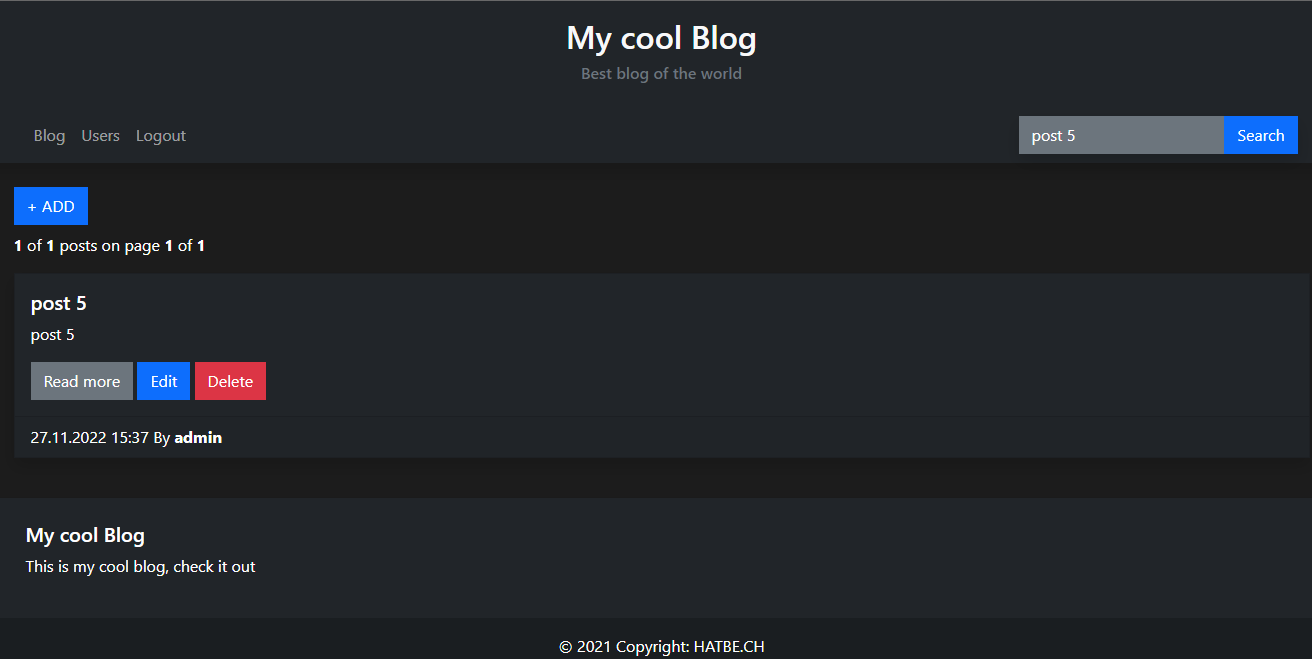 My cool Blog
Best blog of the world
Blog Users Logout post 5 Search
+ ADD
1 of 1 posts on page 1 of 1
post 5
post 5
Read more Edit Delete
27.11.2022 15:37 By admin
My cool Blog
This is my cool blog, check it out
© 2021 Copyright: HATBE.CH